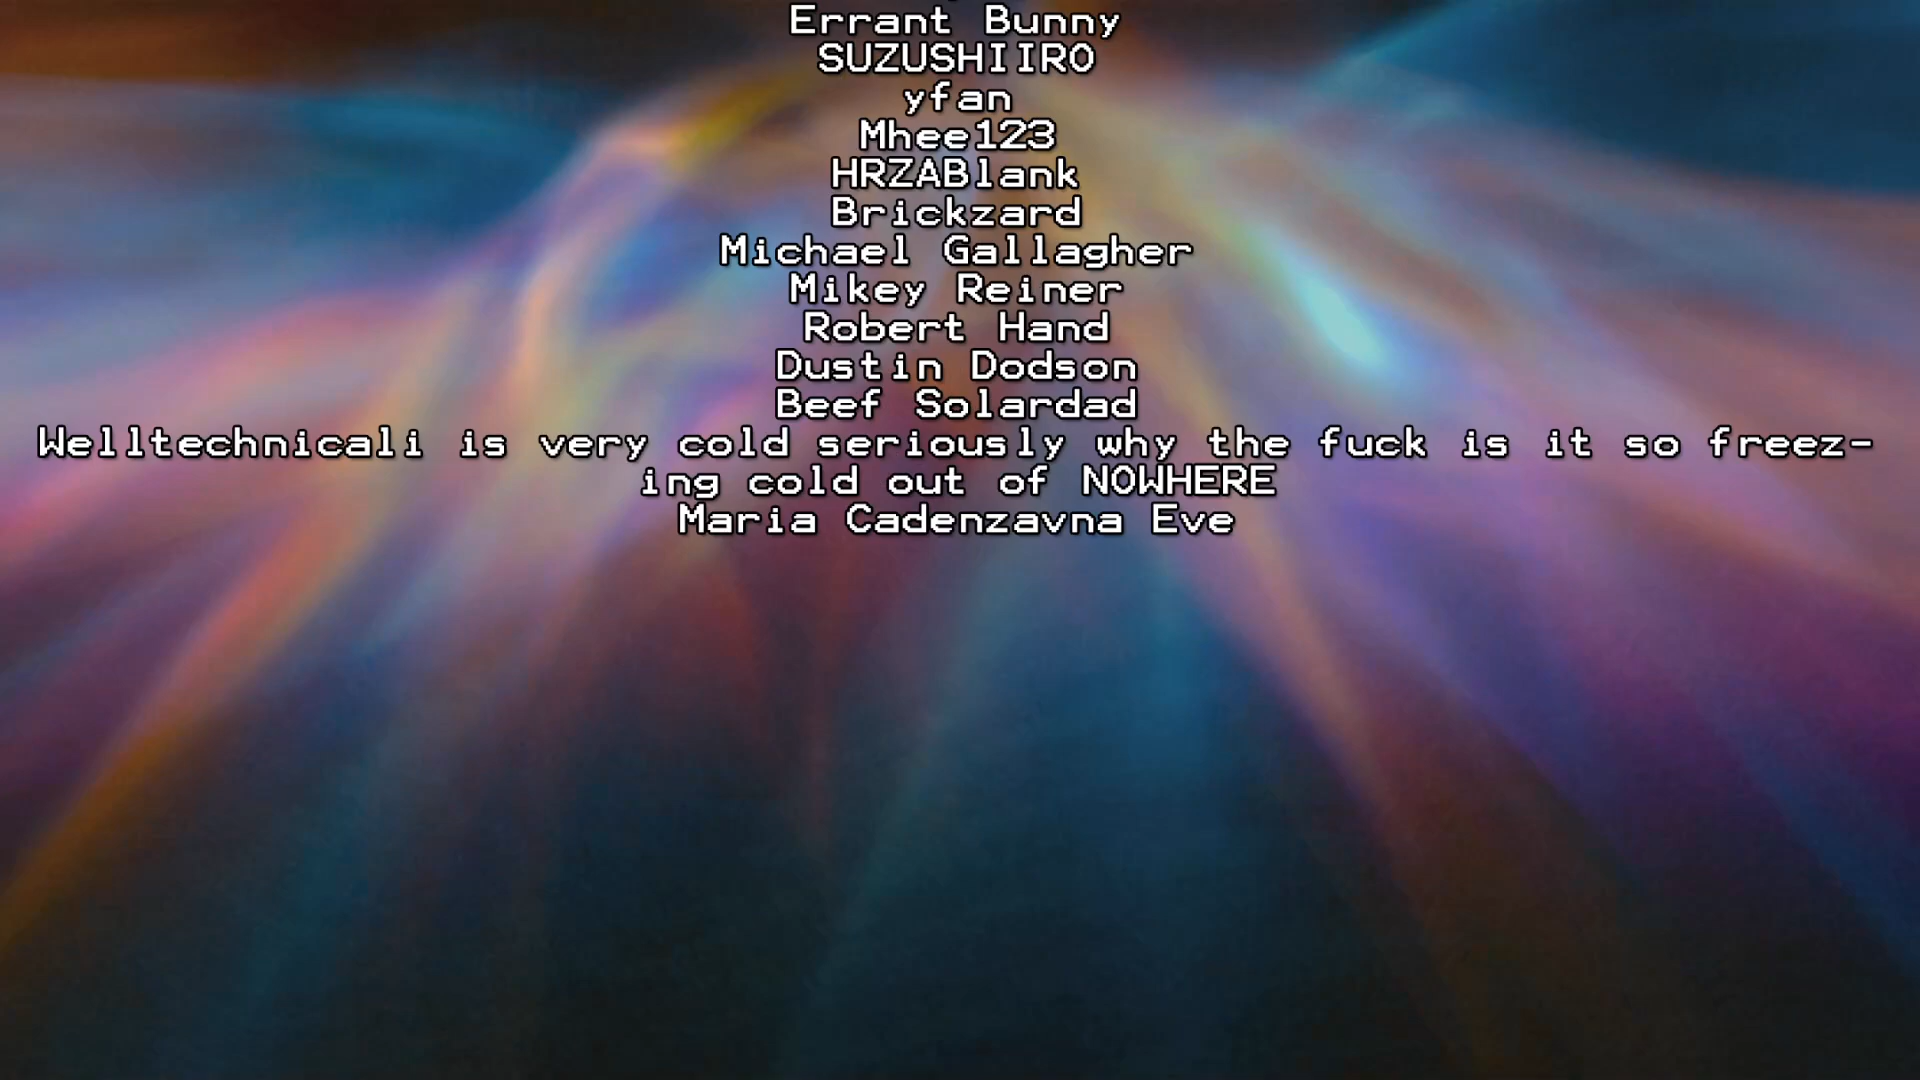 Errant Bunny
SUZUSHIIRO
yfan
Mhee123
HRZABlank
Brickzard
Michael Gallagher
Mikey Reiner
Robert Hand
Dustin Dodson
Beef Solardad
Welltechnicali is very cold seriously why the fuck is it so freez-
ing cold out of NOWHERE
Maria Cadenzavna Eve